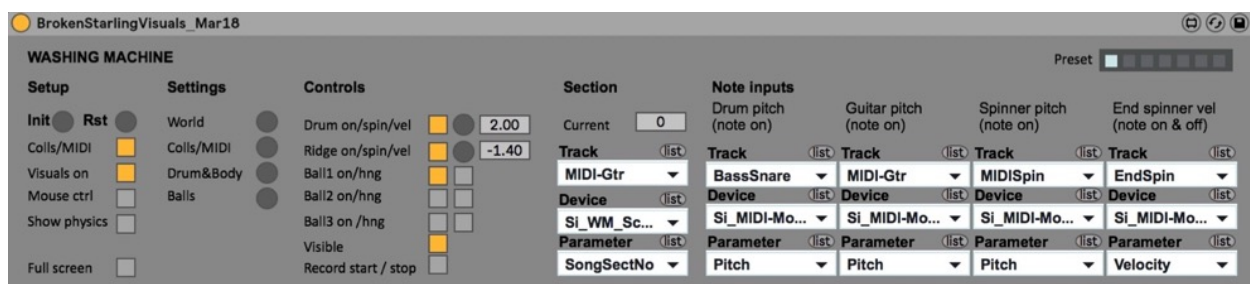 BrokenStarlingVisuals_Mar18
WASHING MACHINE
Preset
Setup
Init Rst
Colls/MIDI
Visuals on
Mouse ctrl
Show physics
Full screen
Settings
World
Colls/MIDI
Drum&Body
Balls
Controls
Drum on/spin/vel 2.00
Ridge on/spin/vel -1.40
Ball1 on/hng
Ball2 on/hng
Ball3 on /hng
Visible
Record start / stop
Section
Current 0
Track (list)
MIDI-Gtr
Device (list)
Si_WM_Sc...
Parameter (list)
SongSectNo
Note inputs
Drum pitch
(note on)
Track (list)
BassSnare
Device (list)
Si_MIDI-Mo...
Parameter (list)
Pitch
Guitar pitch
(note on)
Track (list)
MIDI-Gtr
Device (list)
Si_MIDI-Mo...
Parameter (list)
Pitch
Spinner pitch
(note on)
Track (list)
MIDISpin
Device (list)
Si_MIDI-Mo...
Parameter (list)
Pitch
End spinner vel
(note on & off)
Track (list)
EndSpin
Device (list)
Si_MIDI-Mo...
Parameter (list)
Velocity